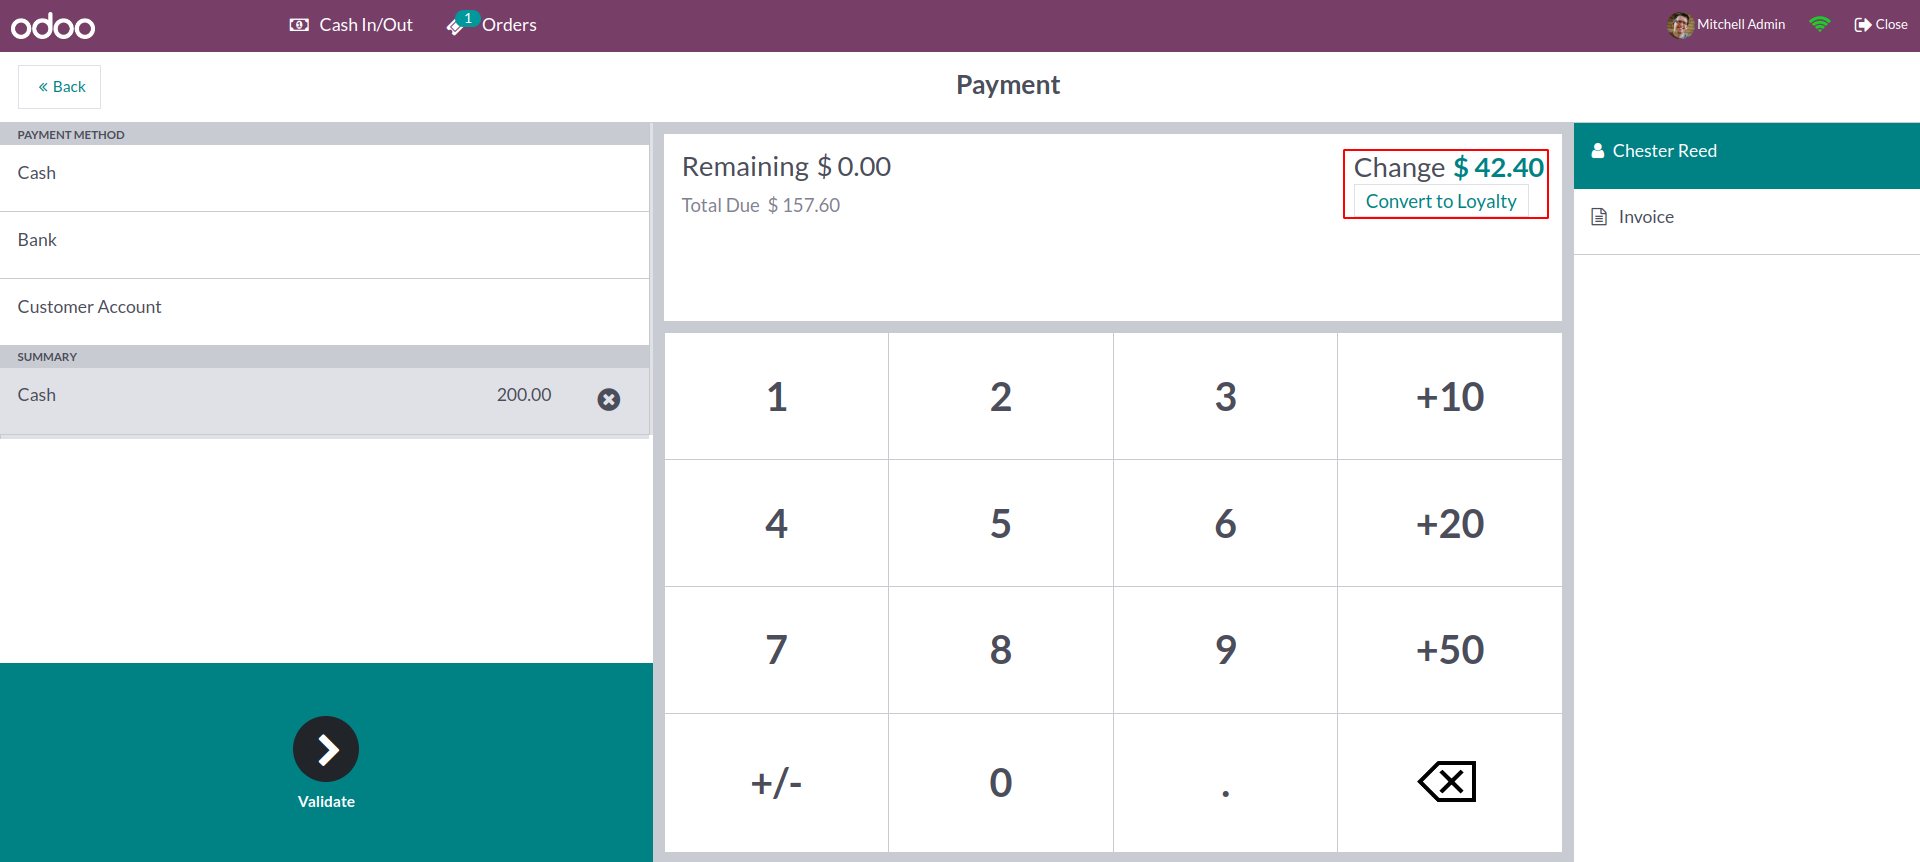 odoo
Cash In/Out
1
Orders
Mitchell Admin
Close
« Back
Payment
PAYMENT METHOD
Cash
Bank
Customer Account
SUMMARY
Cash 200.00
Validate
Remaining $ 0.00
Total Due $ 157.60
Change $ 42.40
Convert to Loyalty
1 2 3 +10
4 5 6 +20
7 8 9 +50
+/- 0 .
Chester Reed
Invoice